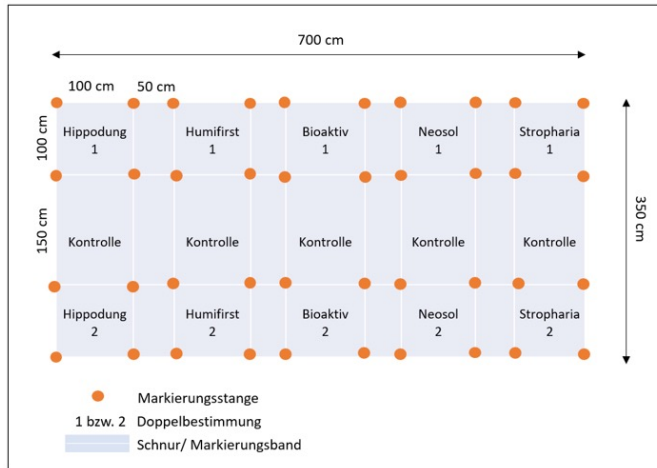 700 cm
100 cm 50 cm
100 cm
Hippodung
1
Humifirst
1
Bioaktiv
1
Neosol
1
Stropharia
1
150 cm
Kontrolle
Kontrolle
Kontrolle
Kontrolle
Kontrolle
350 cm
Hippodung
2
Humifirst
2
Bioaktiv
2
Neosol
2
Stropharia
2
Markierungsstange
1 bzw. 2 Doppelbestimmung
Schnur/ Markierungsband